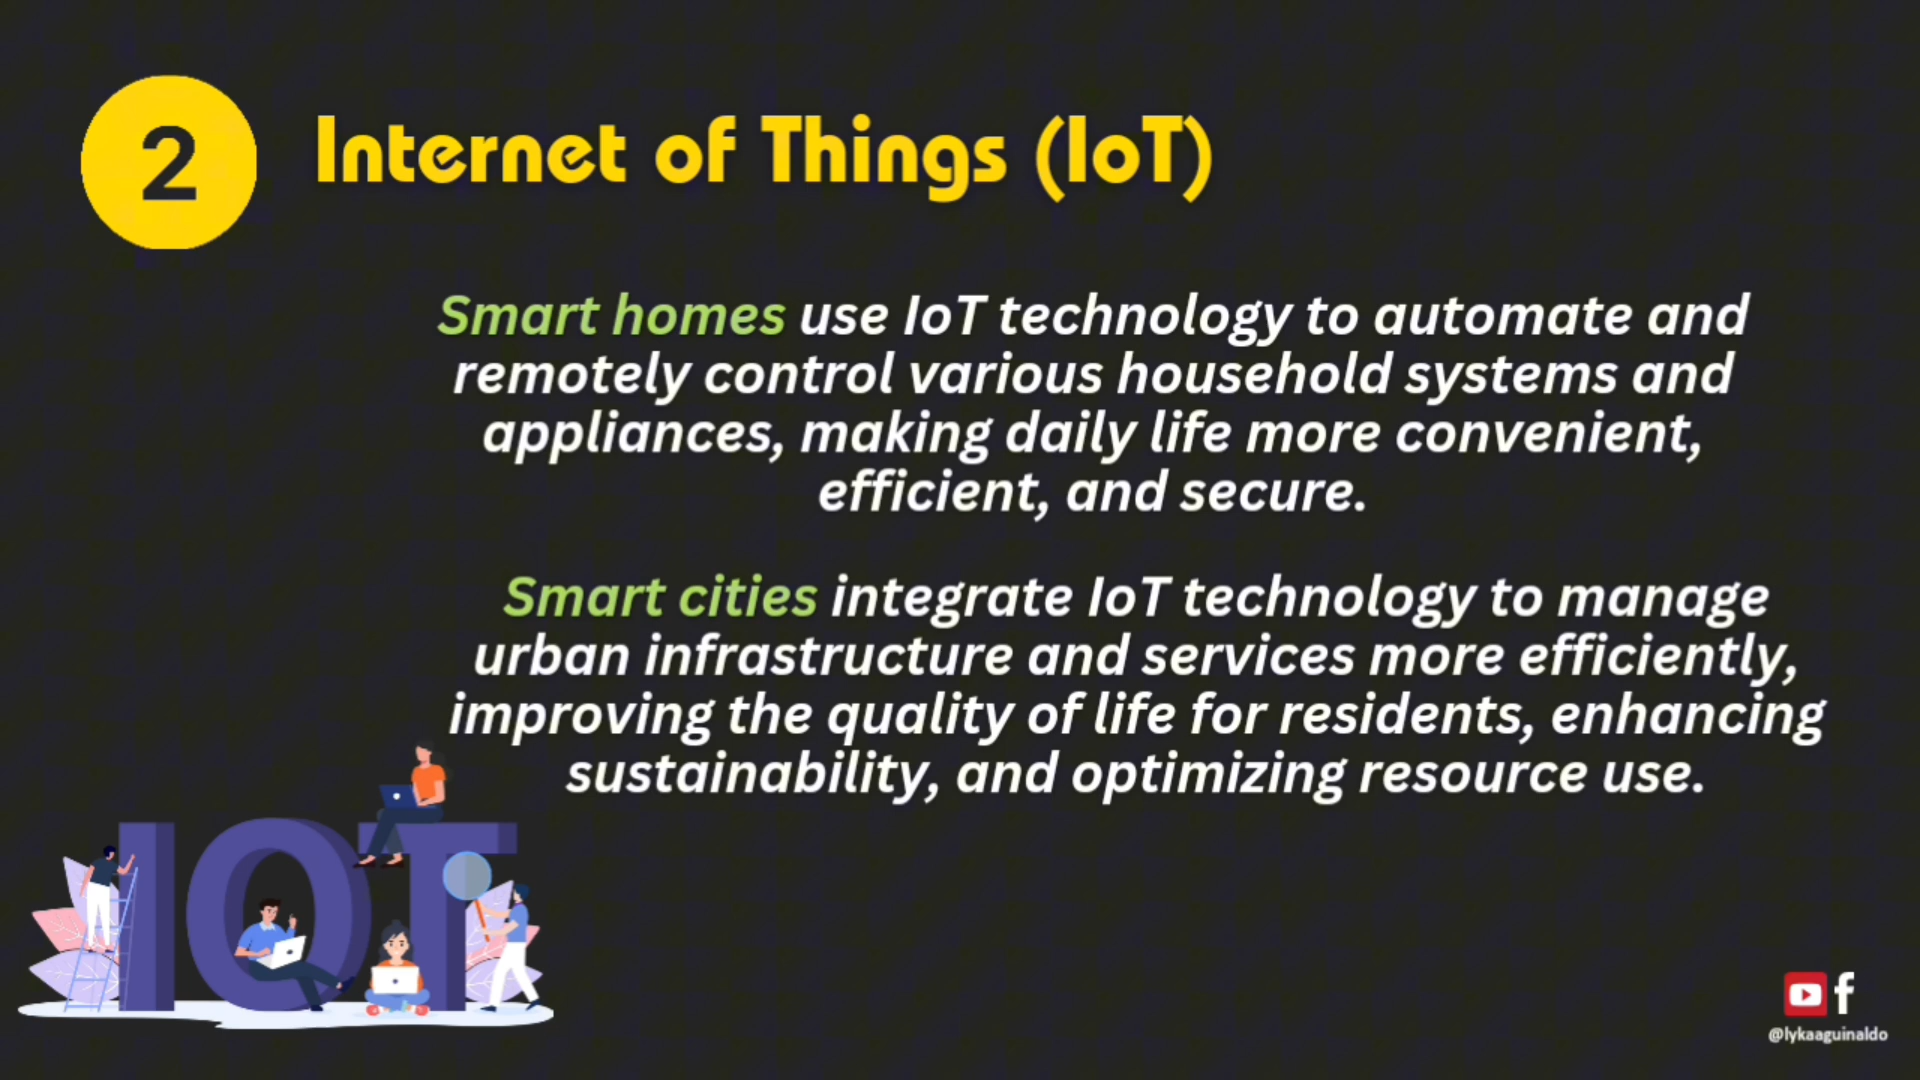 2
Internet of Things (IoT)
Smart homes use IoT technology to automate and
remotely control various household systems and
appliances, making daily life more convenient,
efficient, and secure.
Smart cities integrate IoT technology to manage
urban infrastructure and services more efficiently,
improving the quality of life for residents, enhancing
sustainability, and optimizing resource use.
IOT
f
@lykaaguinaldo